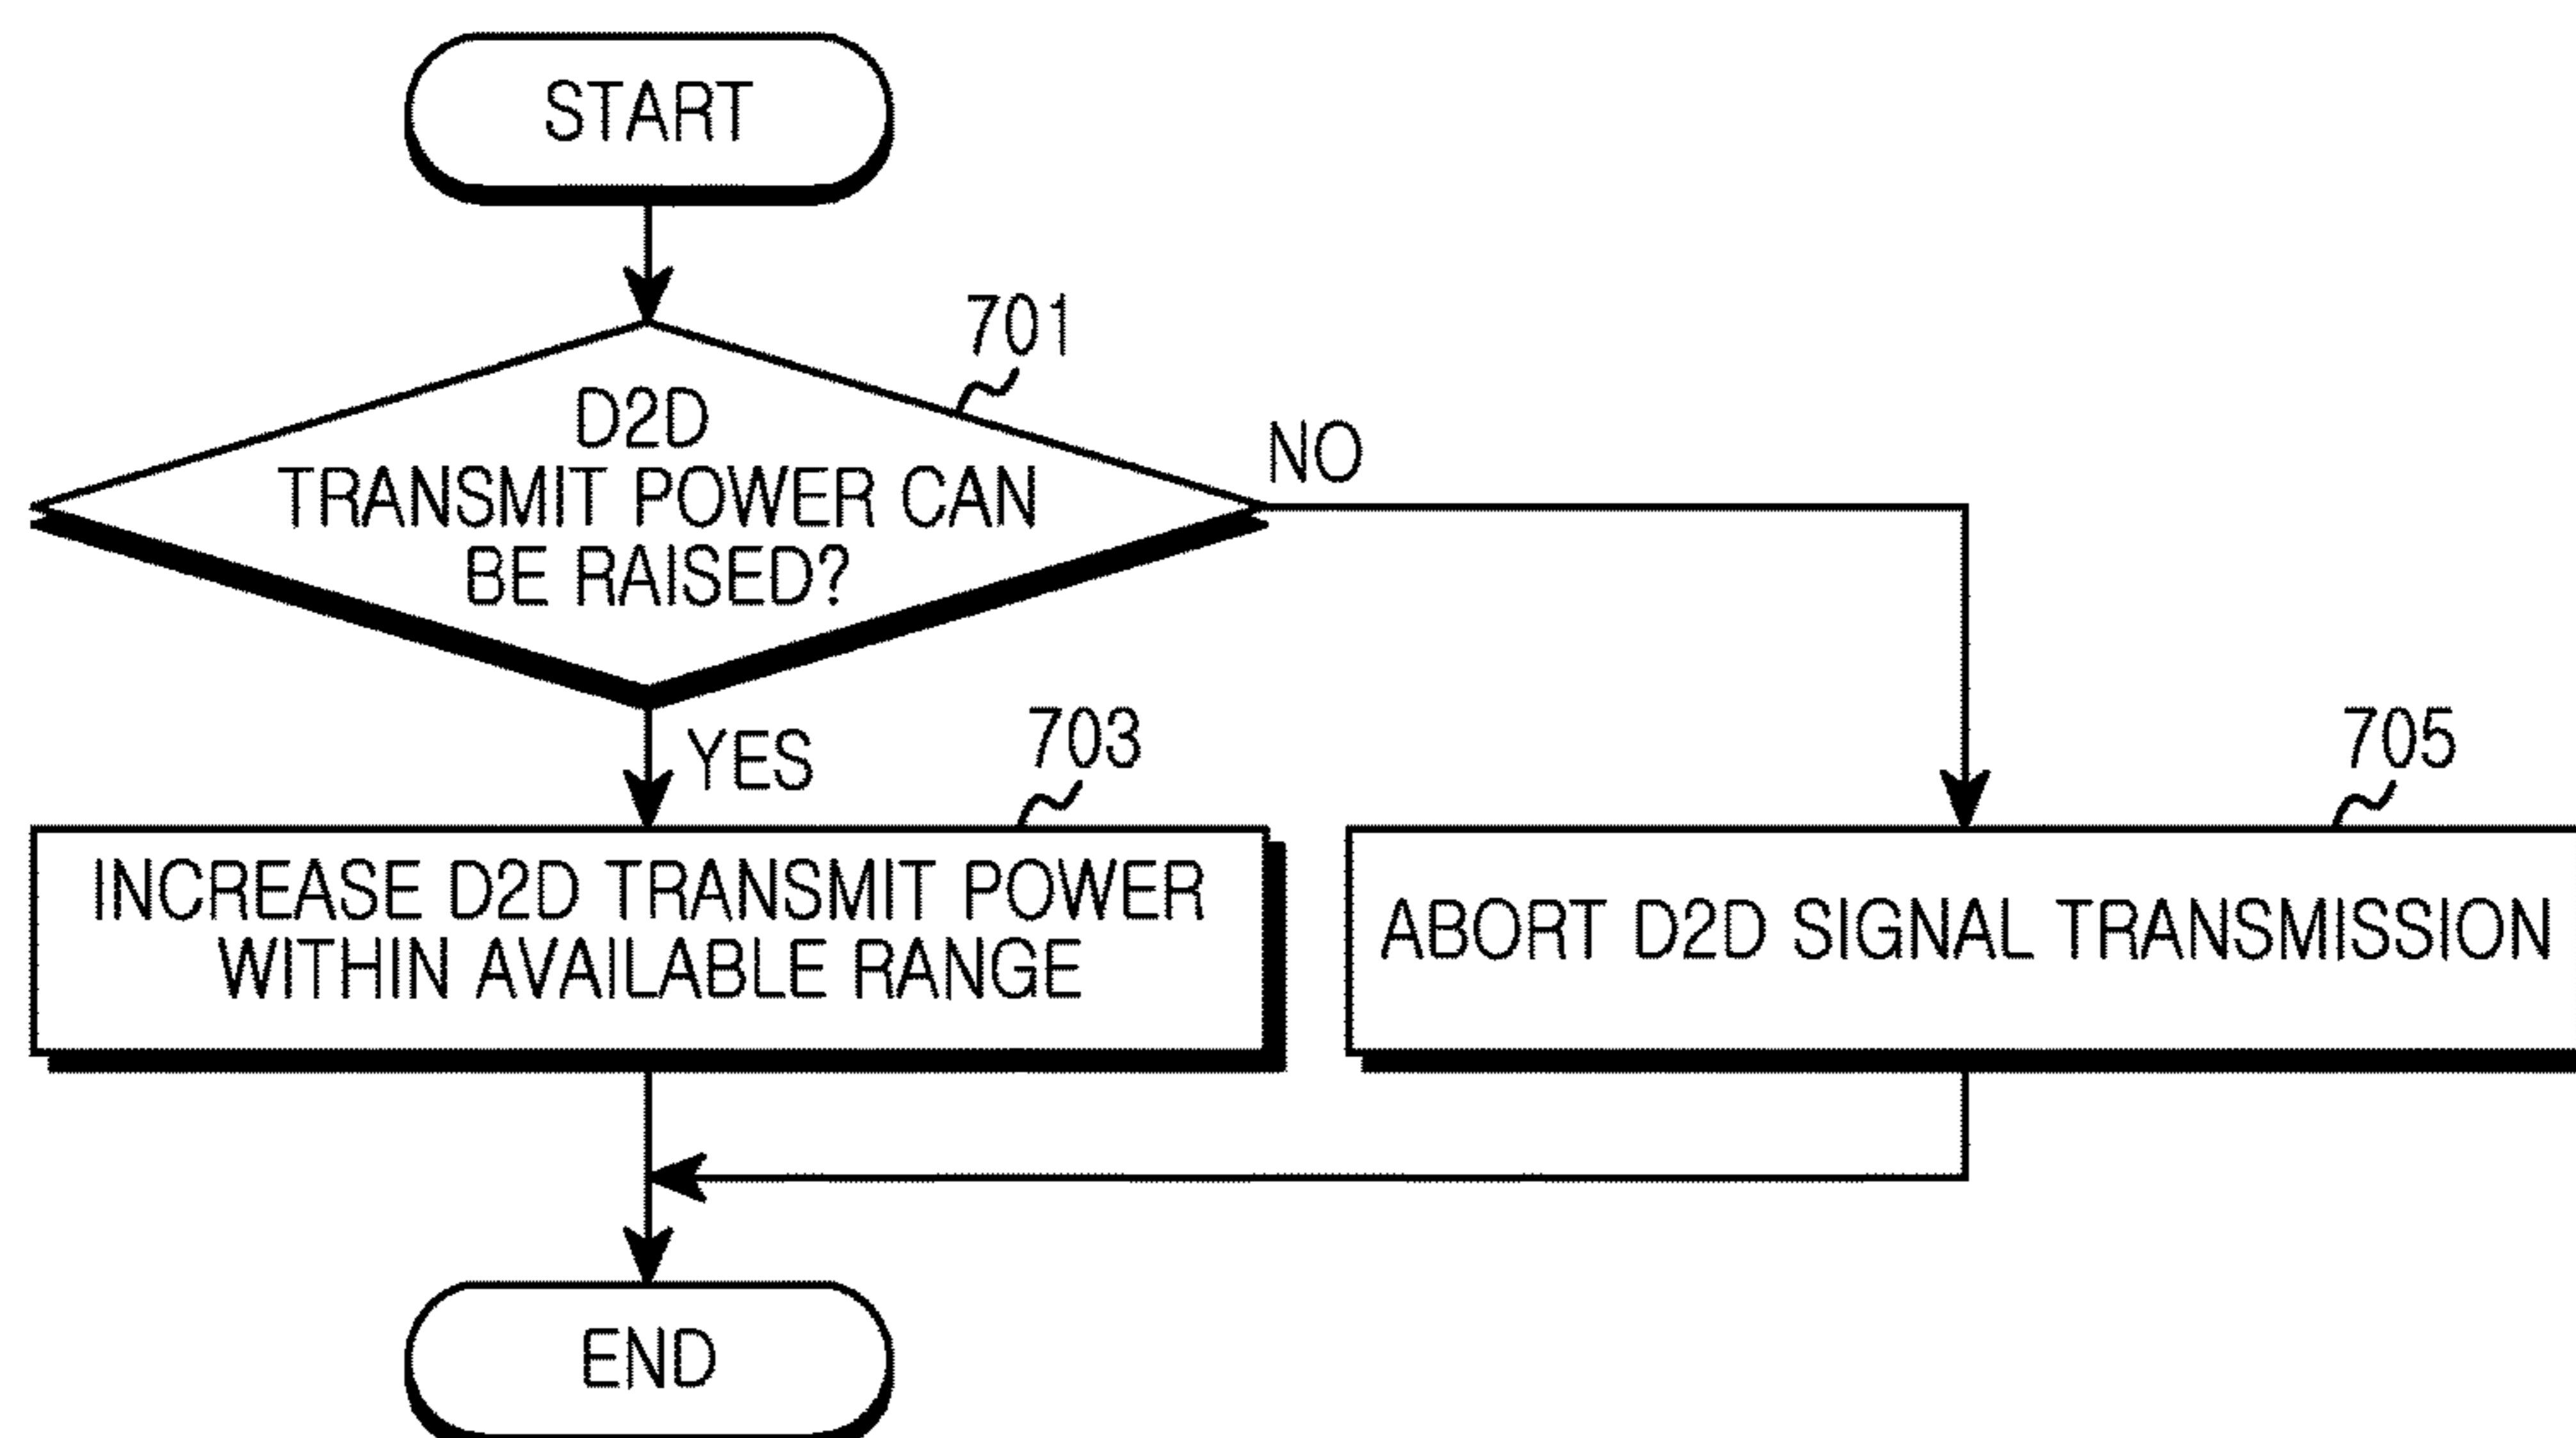 START
701
D2D
TRANSMIT POWER CAN
BE RAISED?
NO
YES
703
INCREASE D2D TRANSMIT POWER
WITHIN AVAILABLE RANGE
705
ABORT D2D SIGNAL TRANSMISSION
END